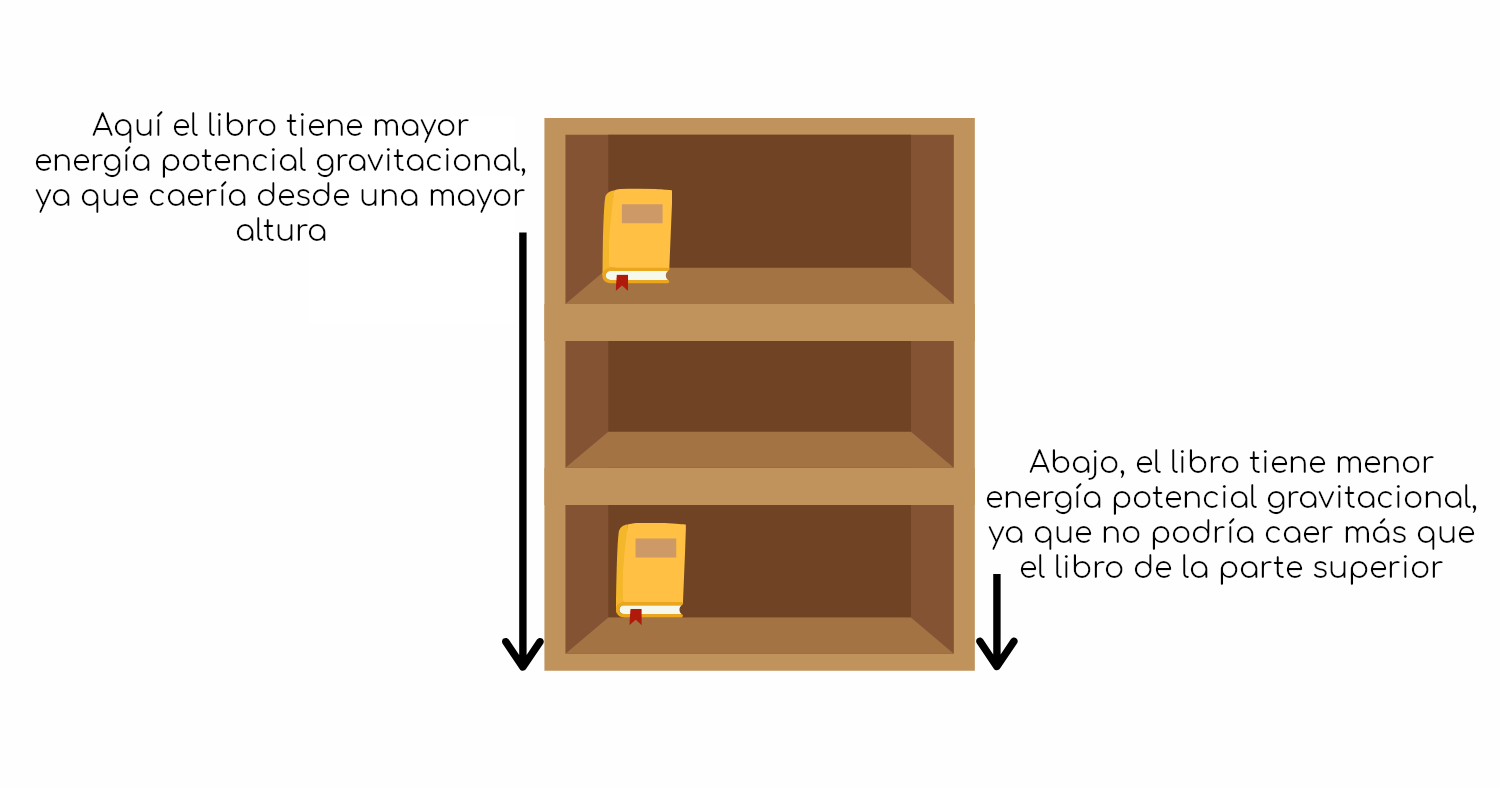 Aquí el libro tiene mayor
energía potencial gravitacional,
ya que caería desde una mayor
altura
Abajo, el libro tiene menor
energía potencial gravitacional,
ya que no podría caer más que
el libro de la parte superior